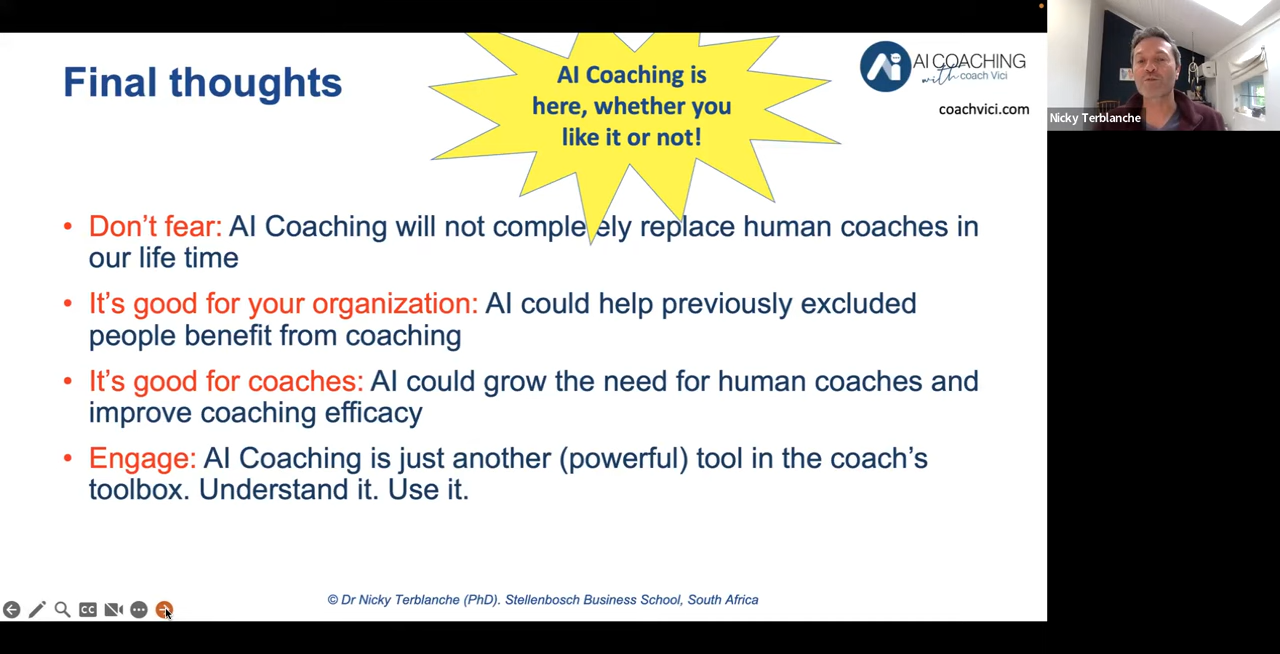 Final thoughts
AI Coaching is
here, whether you
like it or not!
AI COACHING
with coach Vici
coachvici.com
Nicky Terblanche
• Don't fear: AI Coaching will not completely replace human coaches in
our life time
• It's good for your organization: AI could help previously excluded
people benefit from coaching
• It's good for coaches: AI could grow the need for human coaches and
improve coaching efficacy
• Engage: AI Coaching is just another (powerful) tool in the coach's
toolbox. Understand it. Use it.
CC
© Dr Nicky Terblanche (PhD). Stellenbosch Business School, South Africa